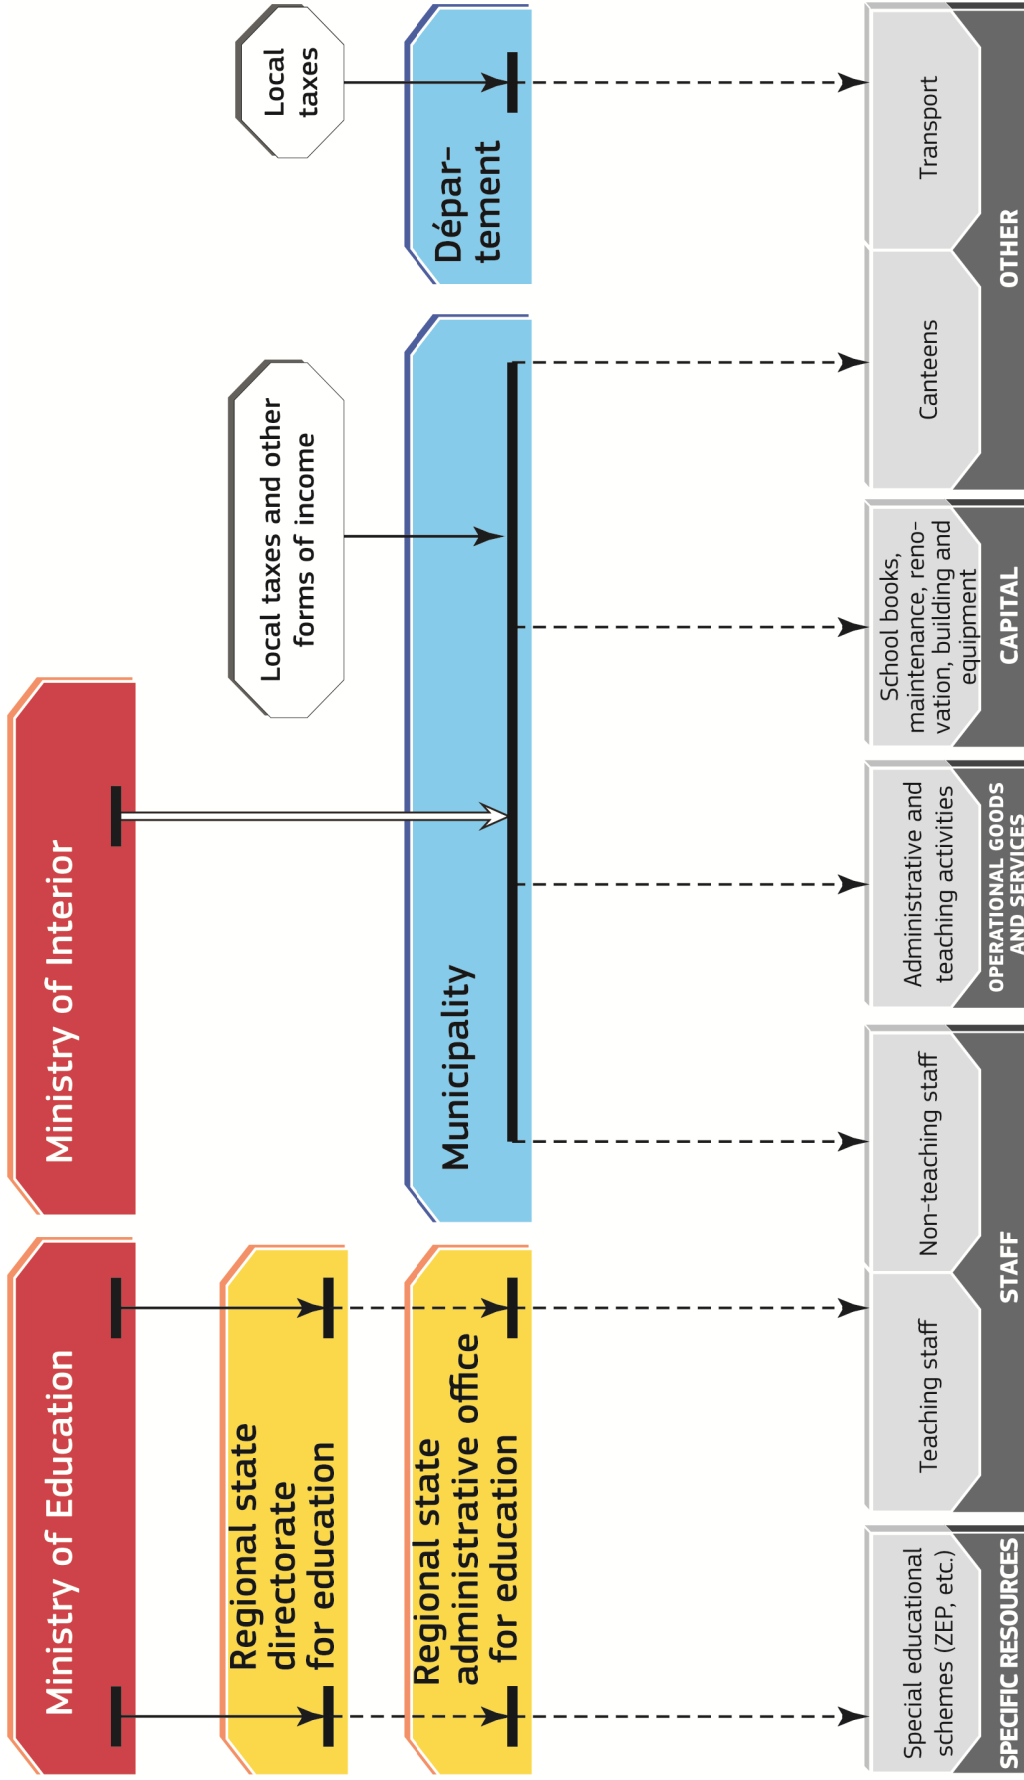 Ministry of Education
Ministry of Interior
Regional state
directorate
for education
Local taxes and other
forms of income
Local
taxes
Regional state
administrative office
for education
Municipality
Dépar-
tement
Special educational
schemes (ZEP, etc.)
Teaching staff
Non-teaching staff
Administrative and
teaching activities
School books,
maintenance, reno-
vation, building and
equipment
Canteens
Transport
SPECIFIC RESOURCES
STAFF
OPERATIONAL GOODS
AND SERVICES
CAPITAL
OTHER